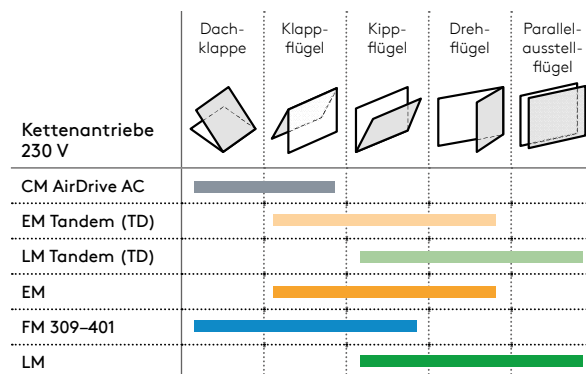 Dach-
klappe
Klapp-
flügel
Kipp-
flügel
Dreh-
flügel
Parallel-
ausstell-
flügel
Kettenantriebe
230 V
CM AirDrive AC
EM Tandem (TD)
LM Tandem (TD)
EM
FM 309–401
LM